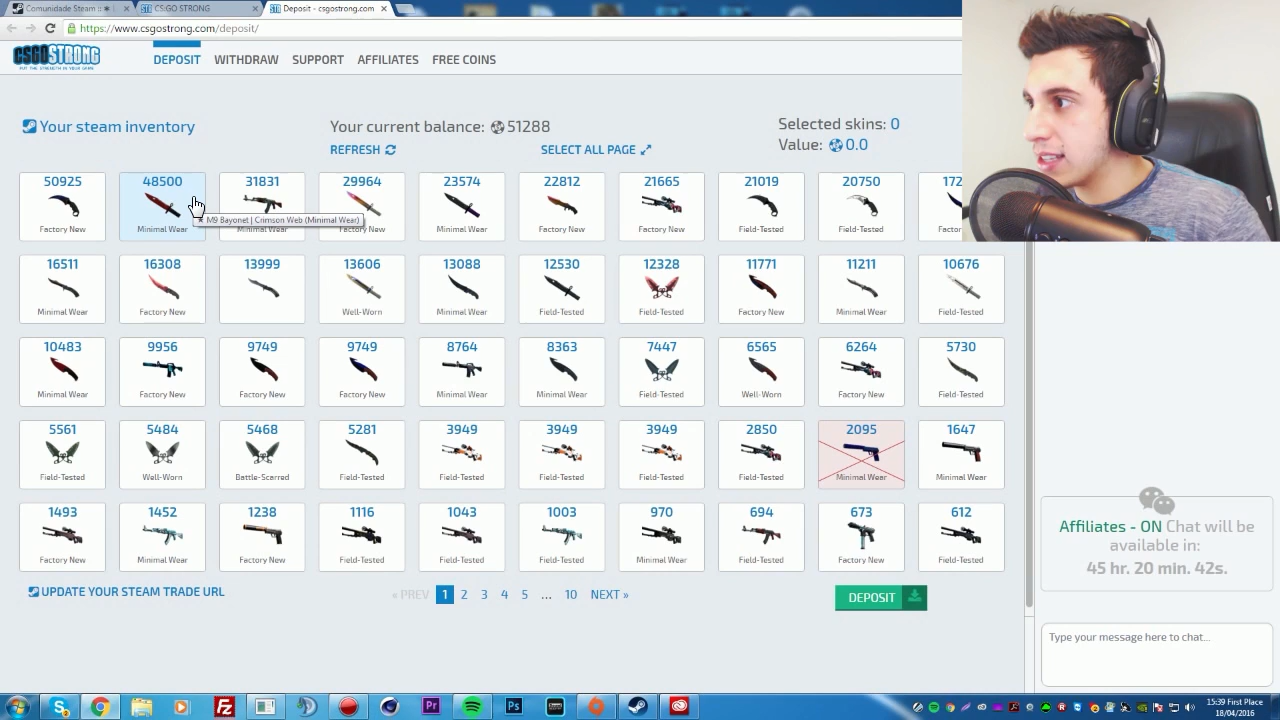 Comunidade Steam :: 
CS:GO STRONG
Deposit - csgostrong.com
https://www.csgostrong.com/deposit/
CSGOSTRONG
PUT THE STRENGTH IN YOUR GAME
DEPOSIT WITHDRAW SUPPORT AFFILIATES FREE COINS
Your steam inventory
Your current balance: 51288
Selected skins: 0
REFRESH
SELECT ALL PAGE
Value: 0.0
50925 48500 31831 29964 23574 22812 21665 21019 20750 172
M9 Bayonet | Crimson Web (Minimal Wear)
Factory New Minimal Wear Minimal Wear Factory New Minimal Wear Factory New Factory New Field-Tested Field-Tested
16511 16308 13999 13606 13088 12530 12328 11771 11211 10676
Minimal Wear Factory New Well-Worn Minimal Wear Field-Tested Field-Tested Factory New Minimal Wear Field-Tested
10483 9956 9749 9749 8764 8363 7447 6565 6264 5730
Minimal Wear Factory New Factory New Factory New Minimal Wear Minimal Wear Field-Tested Well-Worn Factory New Field-Tested
5561 5484 5468 5281 3949 3949 3949 2850 2095 1647
Field-Tested Well-Worn Battle-Scarred Field-Tested Field-Tested Field-Tested Field-Tested Field-Tested Minimal Wear Minimal Wear
1493 1452 1238 1116 1043 1003 970 694 673 612
Factory New Minimal Wear Factory New Field-Tested Field-Tested Field-Tested Minimal Wear Field-Tested Factory New Field-Tested
UPDATE YOUR STEAM TRADE URL
« PREV 1 2 3 4 5 ... 10 NEXT »
DEPOSIT
Affiliates - ON Chat will be
available in:
45 hr. 20 min. 42s.
Type your message here to chat...
15:39 First Place
18/04/2016